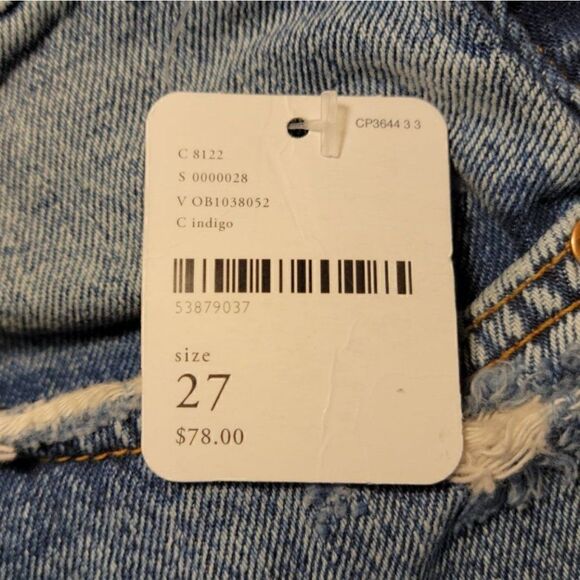 CP3644 3 3
C 8122
S 0000028
V OB1038052
C indigo
53879037
size
27
$78.00